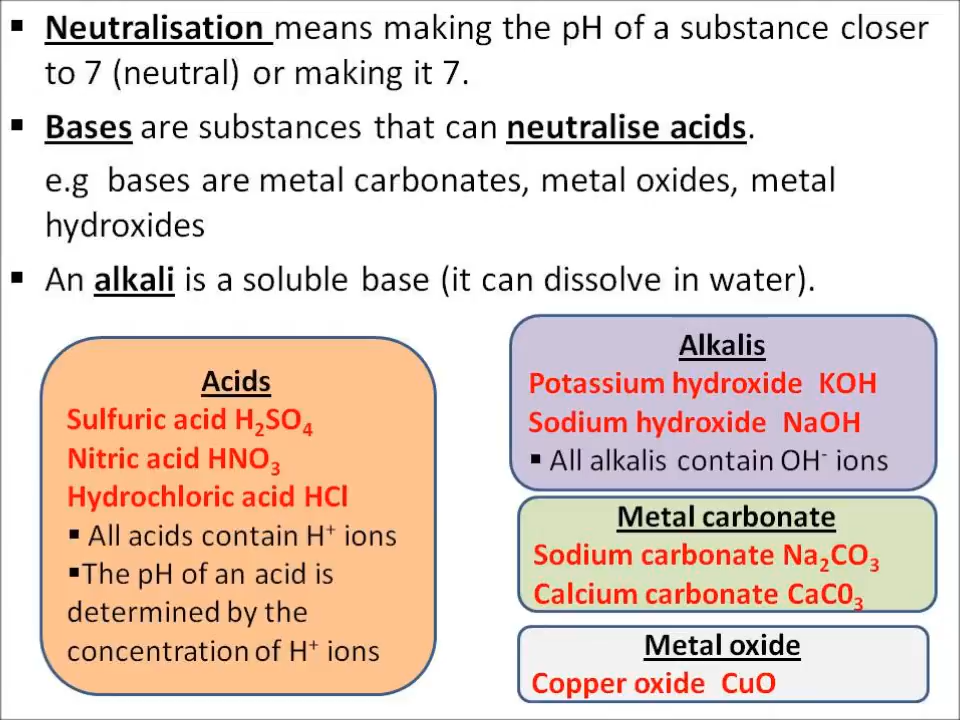 ▪ Neutralisation means making the pH of a substance closer
to 7 (neutral) or making it 7.
▪ Bases are substances that can neutralise acids.
e.g bases are metal carbonates, metal oxides, metal
hydroxides
▪ An alkali is a soluble base (it can dissolve in water).
Acids
Sulfuric acid H₂SO₄
Nitric acid HNO₃
Hydrochloric acid HCl
▪ All acids contain H⁺ ions
▪The pH of an acid is
determined by the
concentration of H⁺ ions
Alkalis
Potassium hydroxide KOH
Sodium hydroxide NaOH
▪ All alkalis contain OH⁻ ions
Metal carbonate
Sodium carbonate Na₂CO₃
Calcium carbonate CaC0₃
Metal oxide
Copper oxide CuO